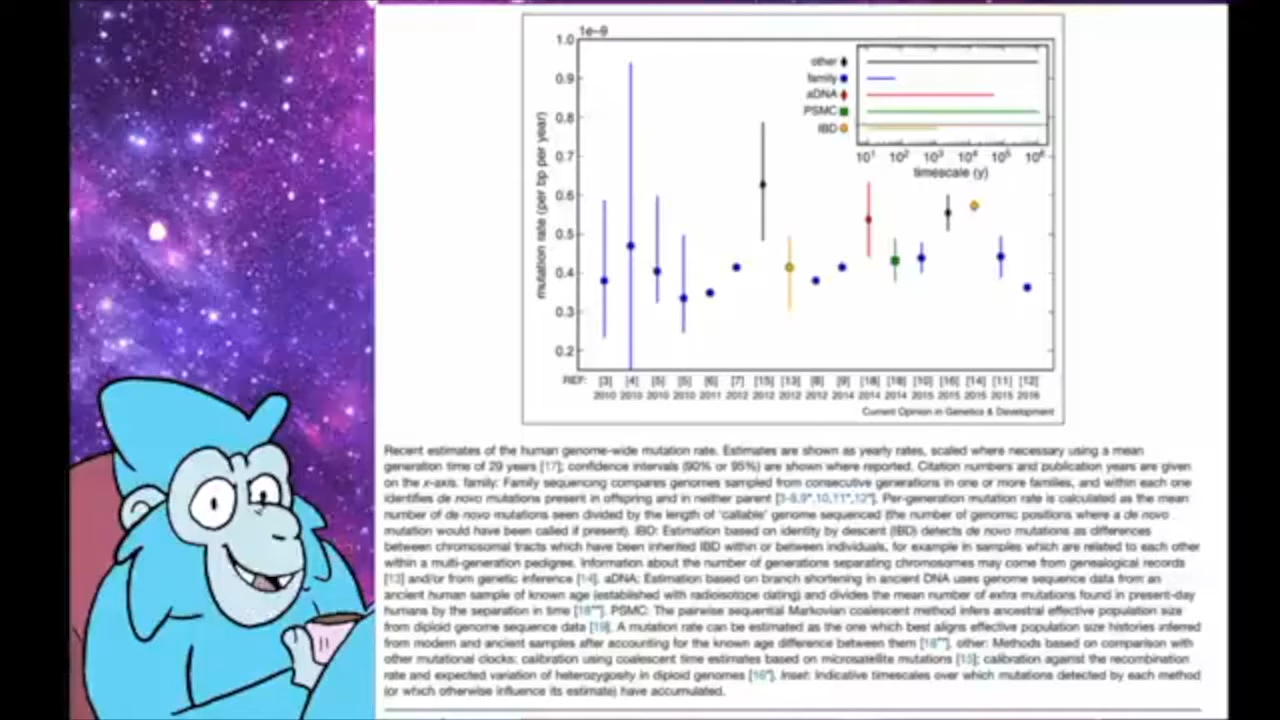 1e-9
1.0
0.9
0.8
0.7
0.6
0.5
0.4
0.3
0.2
mutation rate (per bp per year)
other
family
aDNA
PSMC
IBD
10¹ 10² 10³ 10⁴ 10⁵ 10⁶
timescale (y)
REF: [3] [4] [5] [5] [6] [7] [15] [13] [8] [9] [18] [18] [10] [16] [14] [11] [12]
2010 2010 2010 2010 2011 2012 2012 2012 2012 2014 2014 2014 2015 2015 2015 2015 2016
Current Opinion in Genetics & Development
Recent estimates of the human genome-wide mutation rate. Estimates are shown as yearly rates, scaled where necessary using a mean
generation time of 29 years [17]; confidence intervals (90% or 95%) are shown where reported. Citation numbers and publication years are given
on the x-axis. family: Family sequencing compares genomes sampled from consecutive generations in one or more families, and within each one
identifies de novo mutations present in offspring and in neither parent [3-8,9*,10,11*,12*]. Per-generation mutation rate is calculated as the mean
number of de novo mutations seen divided by the length of 'callable' genome sequenced (the number of genomic positions where a de novo
mutation would have been called if present). IBD: Estimation based on identity by descent (IBD) detects de novo mutations as differences
between chromosomal tracts which have been inherited IBD within or between individuals, for example in samples which are related to each other
within a multi-generation pedigree. Information about the number of generations separating chromosomes may come from genealogical records
[13] and/or from genetic inference [14]. aDNA: Estimation based on branch shortening in ancient DNA uses genome sequence data from an
ancient human sample of known age (established with radioisotope dating) and divides the mean number of extra mutations found in present-day
humans by the separation in time [18**]. PSMC: The pairwise sequential Markovian coalescent method infers ancestral effective population size
from diploid genome sequence data [19]. A mutation rate can be estimated as the one which best aligns effective population size histories inferred
from modern and ancient samples after accounting for the known age difference between them [18**]. other: Methods based on comparison with
other mutational clocks: calibration using coalescent time estimates based on microsatellite mutations [15]; calibration against the recombination
rate and expected variation of heterozygosity in diploid genomes [16*]. Inset: Indicative timescales over which mutations detected by each method
(or which otherwise influence its estimate) have accumulated.